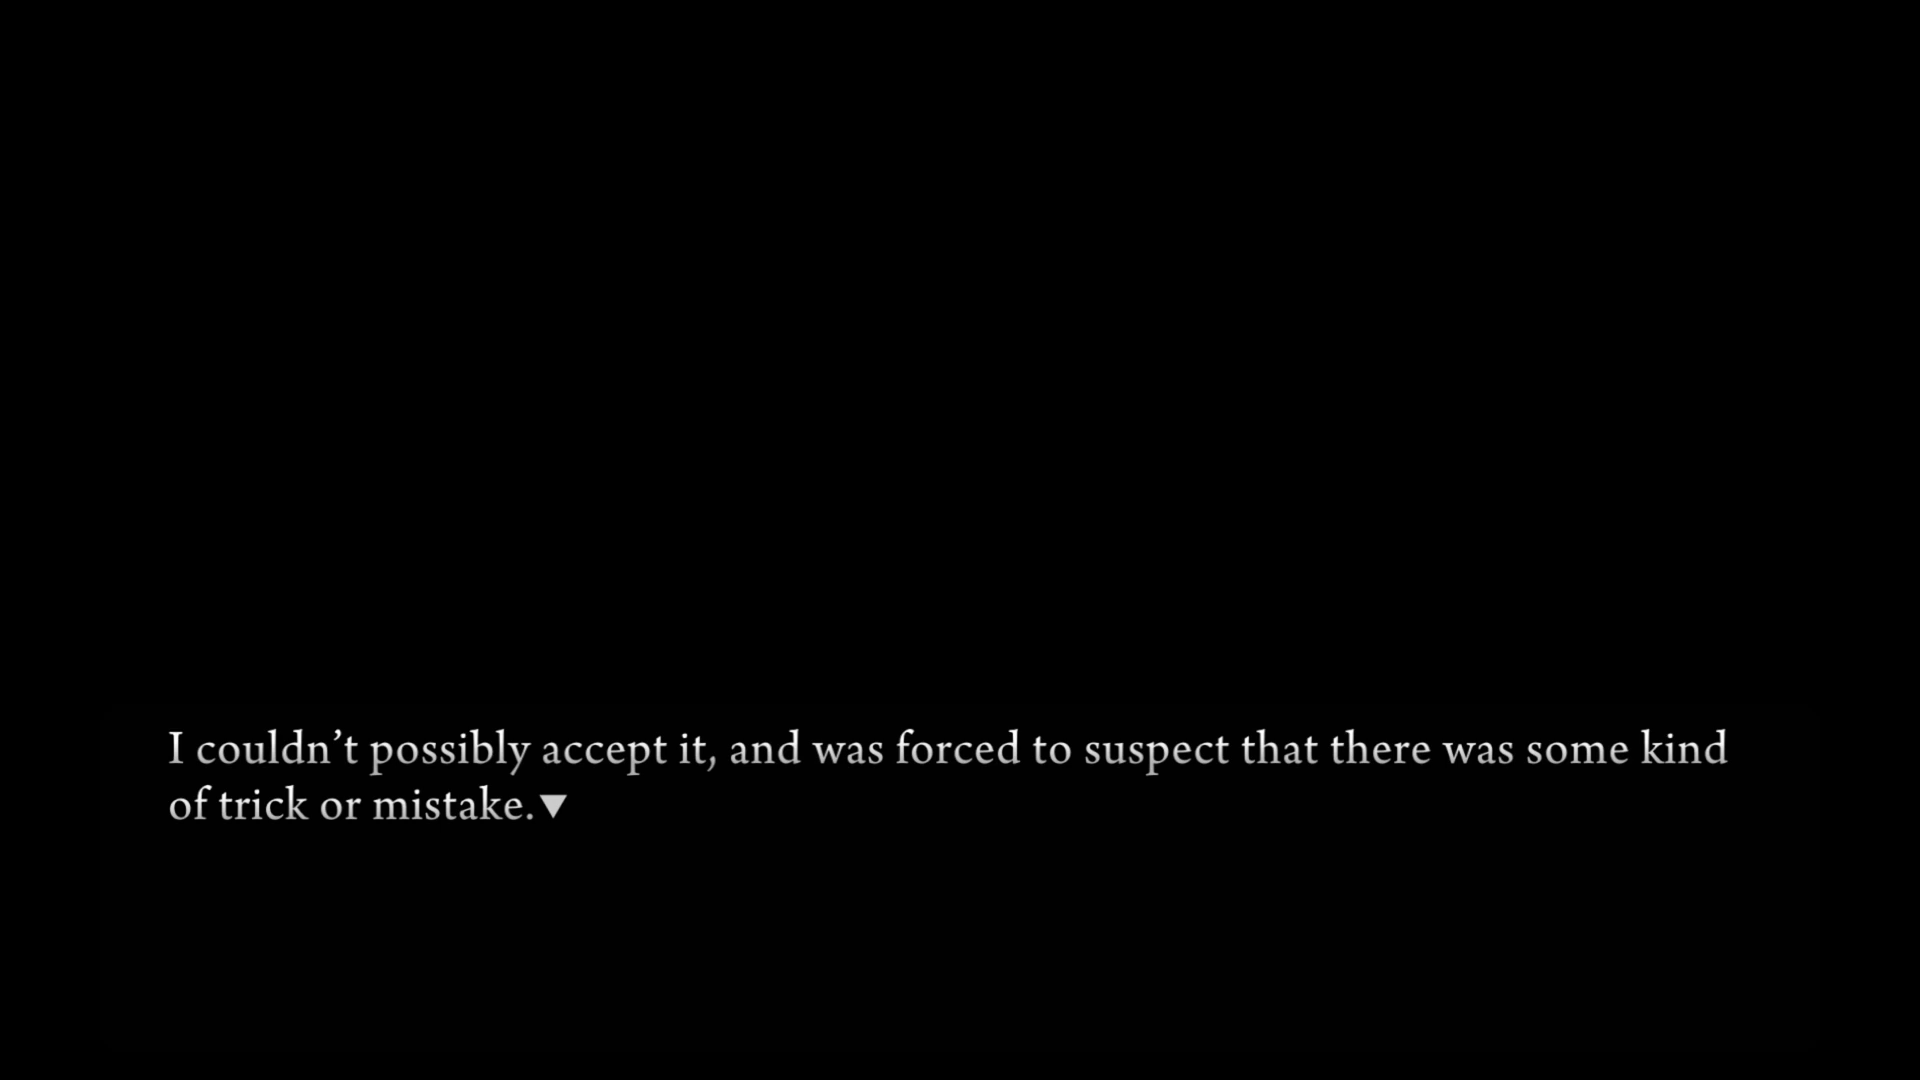 I couldn’t possibly accept it, and was forced to suspect that there was some kind
of trick or mistake.▼